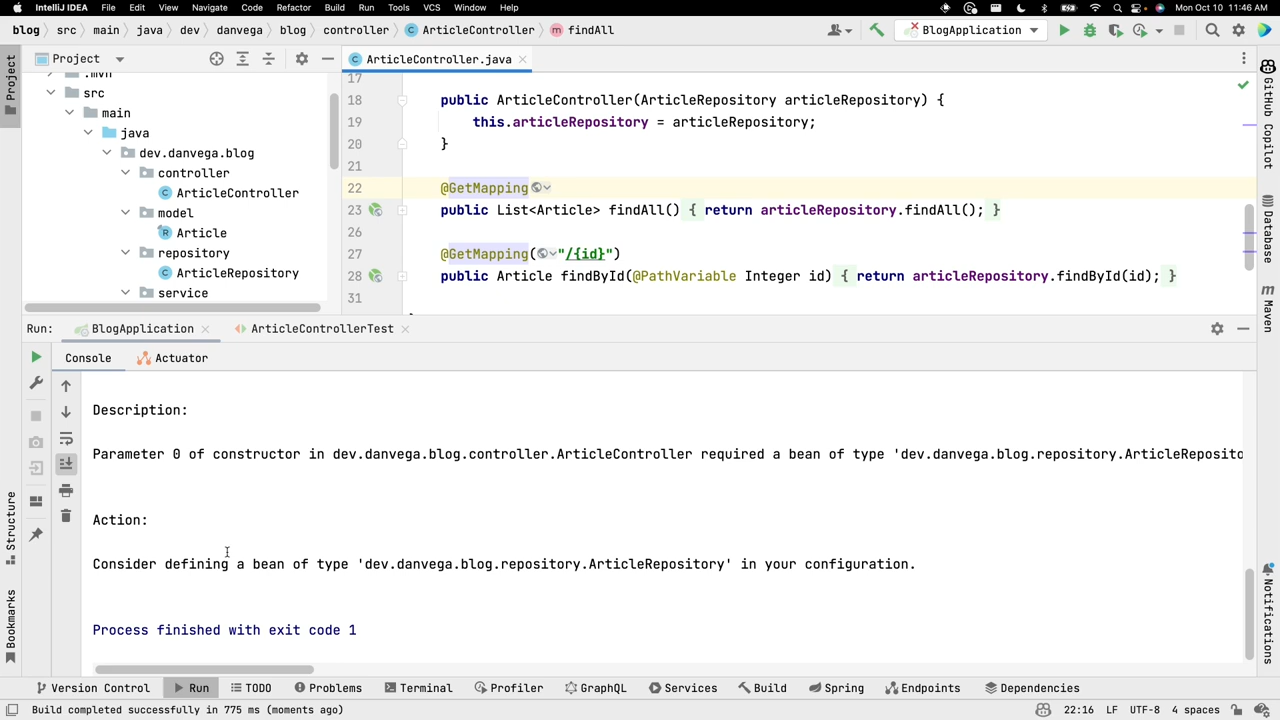 IntelliJ IDEA File Edit View Navigate Code Refactor Build Run Tools VCS Window Help Mon Oct 10 11:46 AM
blog src main java dev danvega blog controller ArticleController findAll BlogApplication
Project
Project
ArticleController.java
.mvn
src
main
java
dev.danvega.blog
controller
ArticleController
model
Article
repository
ArticleRepository
service
17
18 public ArticleController(ArticleRepository articleRepository) {
19 this.articleRepository = articleRepository;
20 }
21
22 @GetMapping
23 public List<Article> findAll() { return articleRepository.findAll(); }
26
27 @GetMapping("/{id}")
28 public Article findById(@PathVariable Integer id) { return articleRepository.findById(id); }
31
GitHub Copilot
Database
m
Maven
Notifications
Run: BlogApplication ArticleControllerTest
Console Actuator
Description:
Parameter 0 of constructor in dev.danvega.blog.controller.ArticleController required a bean of type 'dev.danvega.blog.repository.ArticleReposito
Action:
Consider defining a bean of type 'dev.danvega.blog.repository.ArticleRepository' in your configuration.
Process finished with exit code 1
Structure
Bookmarks
Version Control Run TODO Problems Terminal Profiler GraphQL Services Build Spring Endpoints Dependencies
Build completed successfully in 775 ms (moments ago) 22:16 LF UTF-8 4 spaces